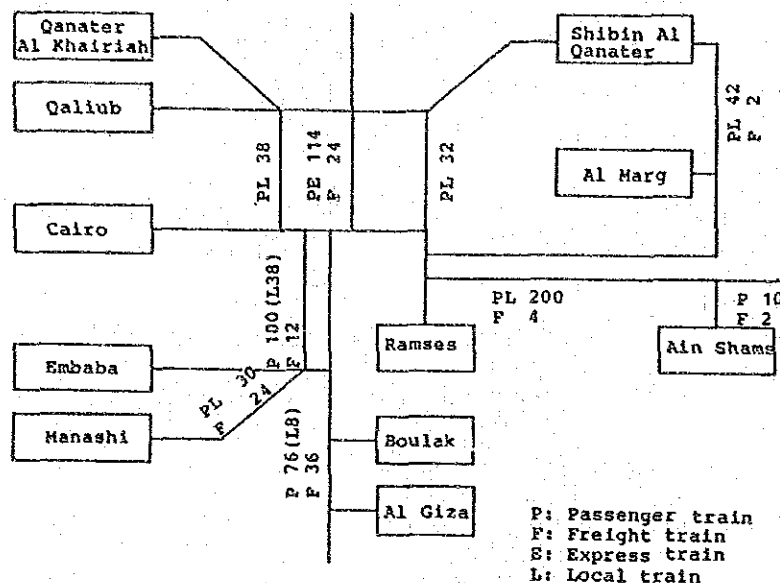 Qanater
Al Khairiah
Shibin Al
Qanater
Qaliub
PL 38
PE 114
F 24
PL 32
PL 42
F 2
Al Marg
Cairo
P 100(L38)
F 12
PL 200
F 4
P 10
F 2
Ramses
Ain Shams
Embaba
PL 30
F 24
Manashi
P 76(L8)
F 36
Boulak
Al Giza
P: Passenger train
F: Freight train
E: Express train
L: Local train